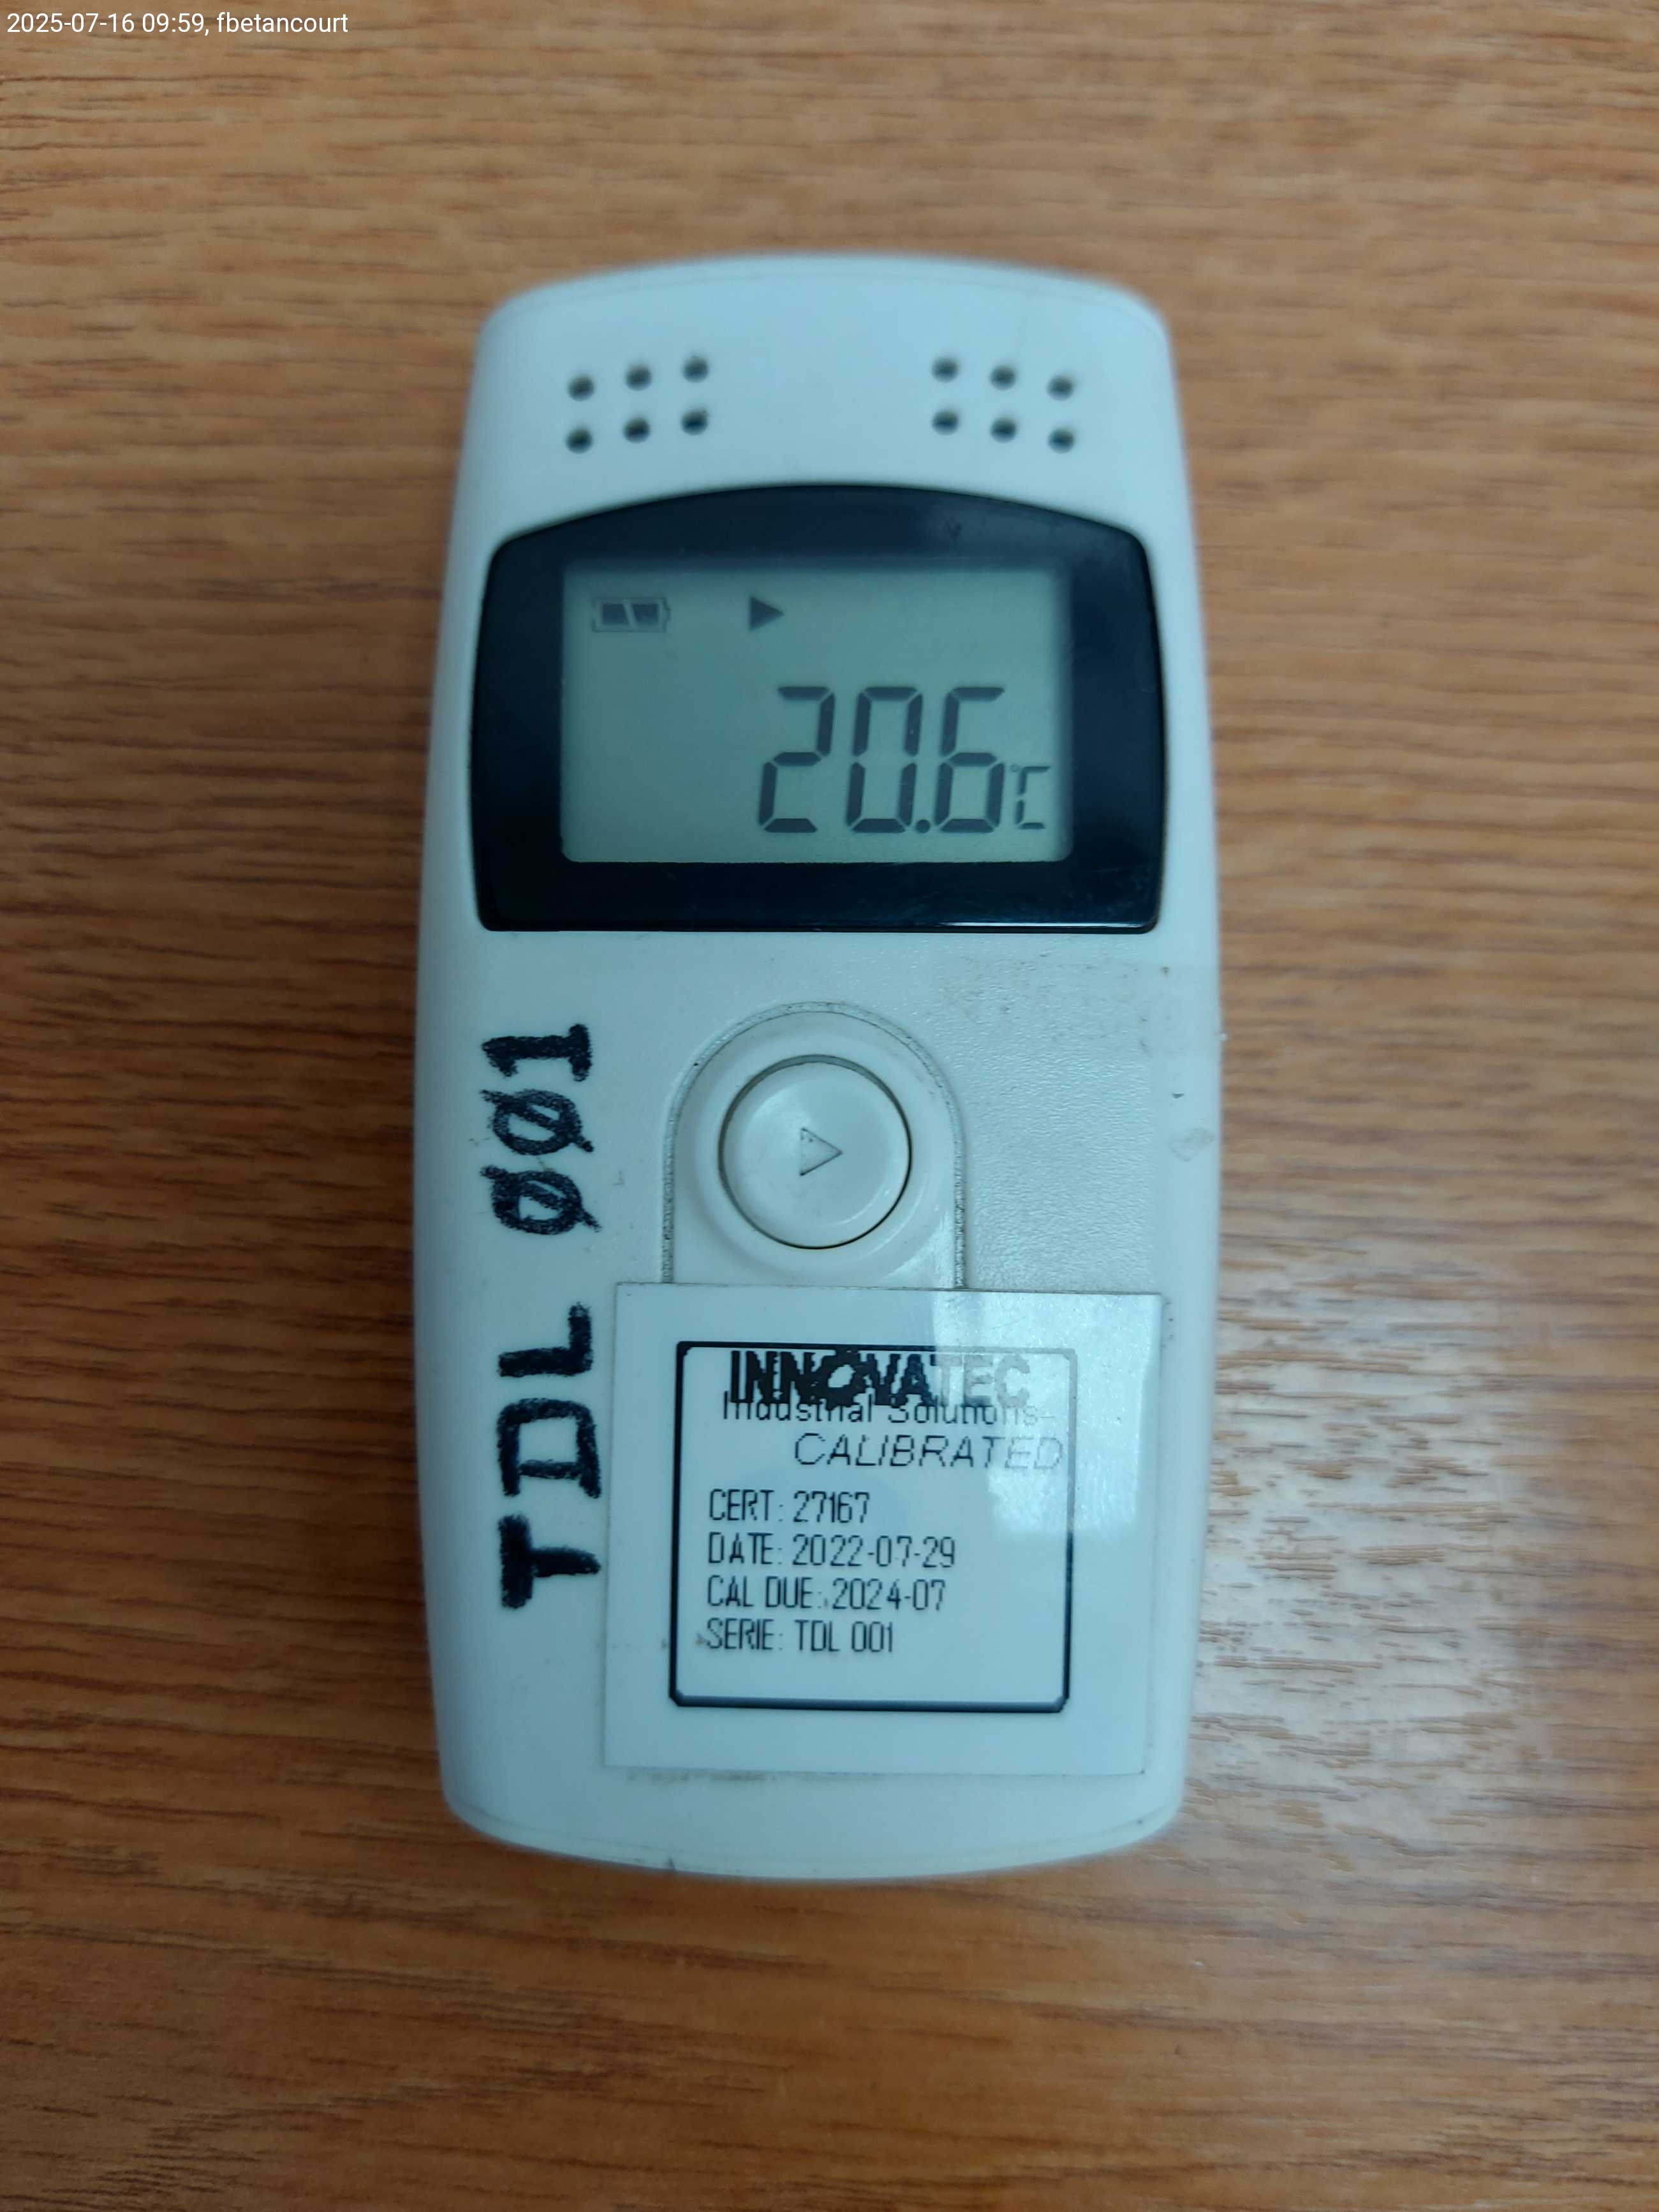 2025-07-16 09:59, fbetancourt
20.6°C
TDL 001
INNOVATEC
Industrial Solutions
CALIBRATED
CERT: 27167
DATE: 2022-07-29
CAL DUE: 2024-07
SERIE: TDL 001